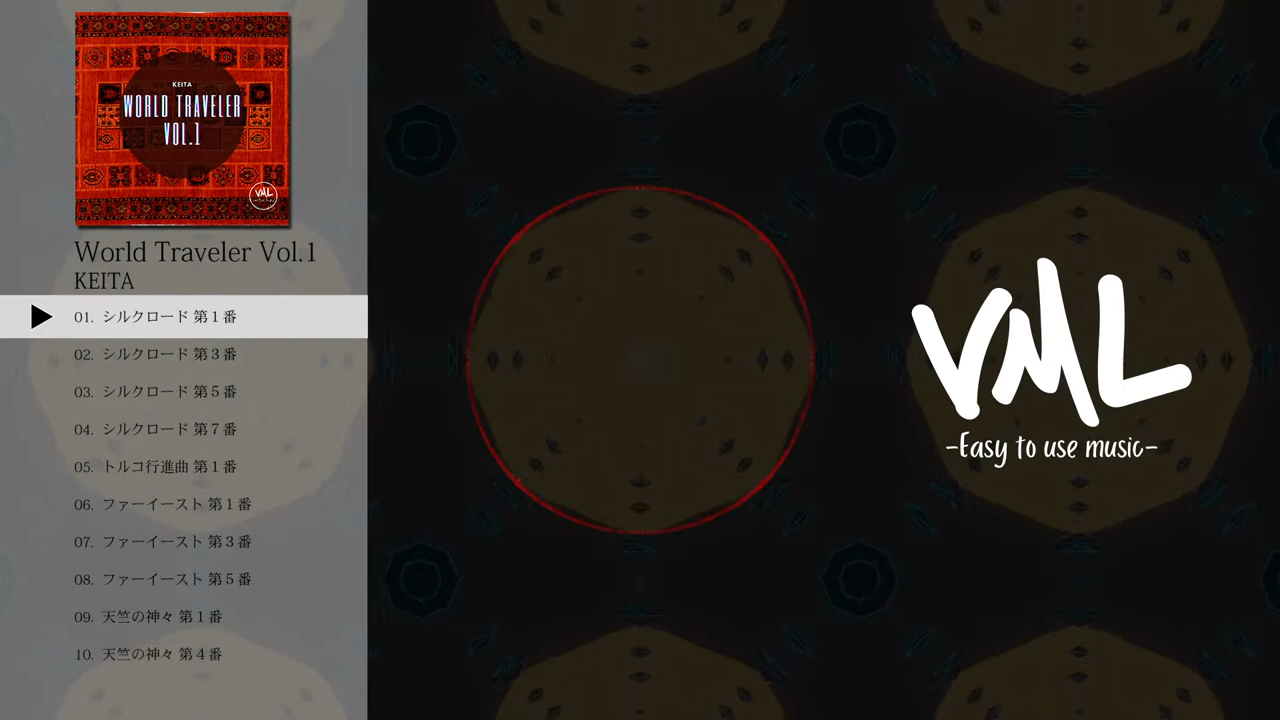 KEITA
WORLD TRAVELER
VOL.1
VML
World Traveler Vol.1
KEITA
01. シルクロード 第１番
02. シルクロード 第３番
03. シルクロード 第５番
04. シルクロード 第７番
05. トルコ行進曲 第１番
06. ファーイースト 第１番
07. ファーイースト 第３番
08. ファーイースト 第５番
09. 天竺の神々 第１番
10. 天竺の神々 第４番
VML
-Easy to use music-